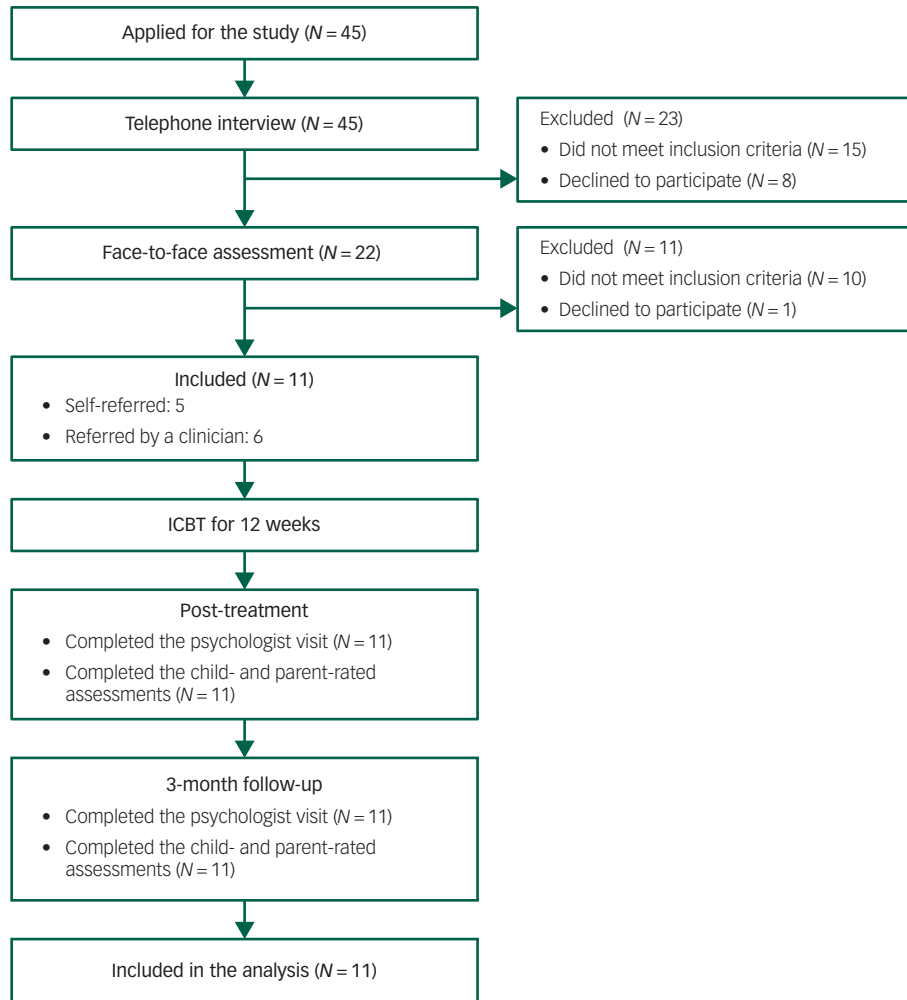 Applied for the study (N = 45)
Telephone interview (N = 45)
Excluded (N = 23)
• Did not meet inclusion criteria (N = 15)
• Declined to participate (N = 8)
Face-to-face assessment (N = 22)
Excluded (N = 11)
• Did not meet inclusion criteria (N = 10)
• Declined to participate (N = 1)
Included (N = 11)
• Self-referred: 5
• Referred by a clinician: 6
ICBT for 12 weeks
Post-treatment
• Completed the psychologist visit (N = 11)
• Completed the child- and parent-rated
assessments (N = 11)
3-month follow-up
• Completed the psychologist visit (N = 11)
• Completed the child- and parent-rated
assessments (N = 11)
Included in the analysis (N = 11)